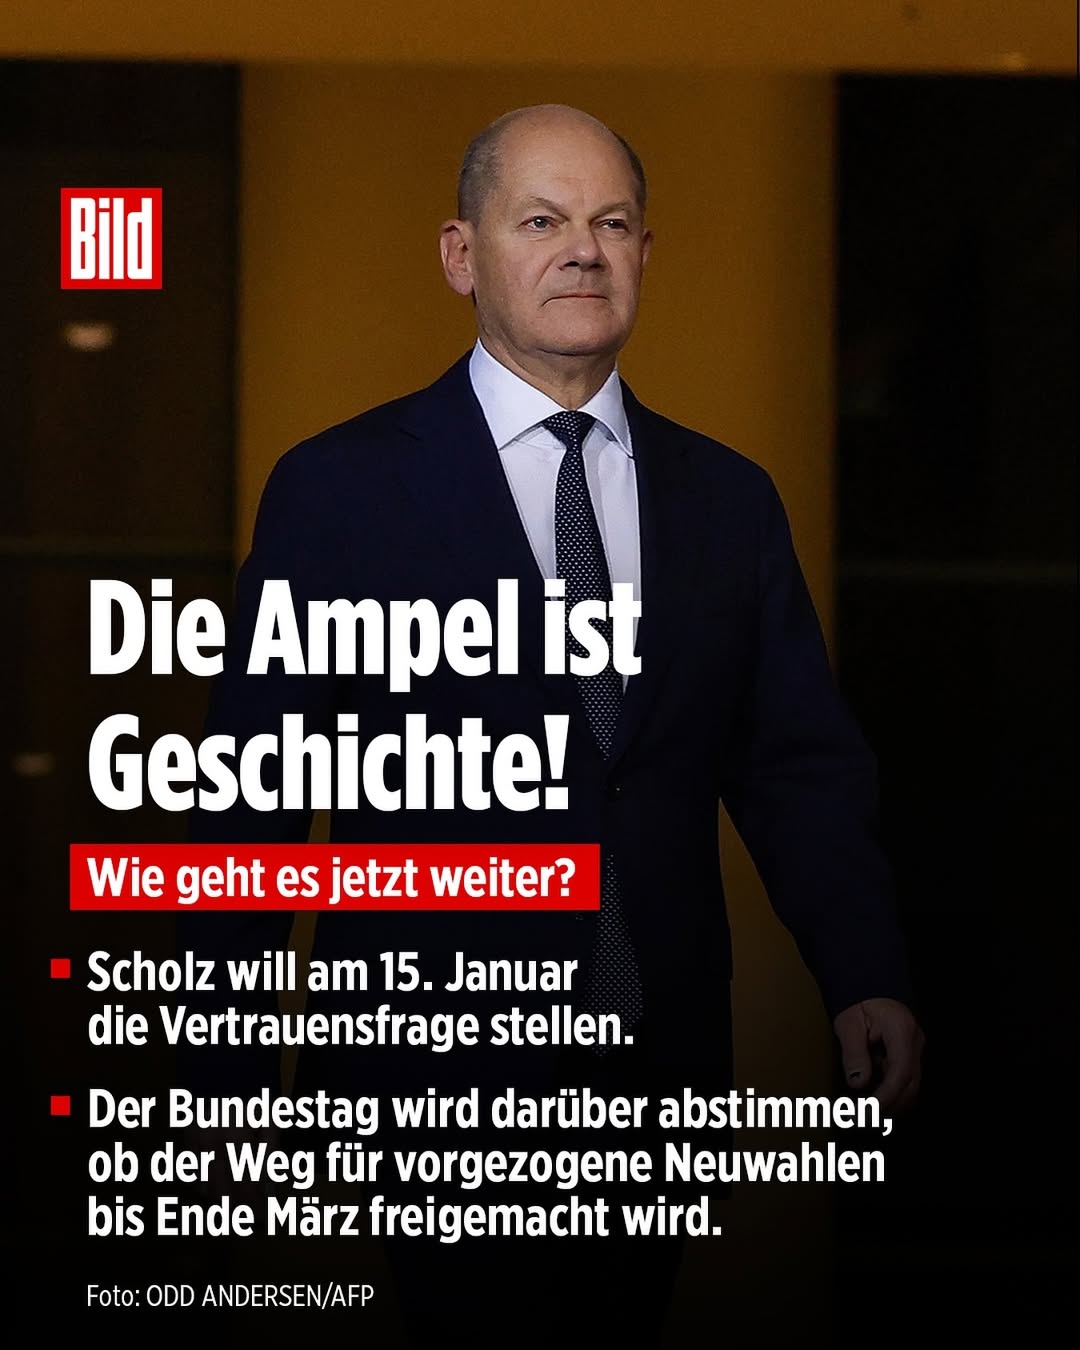 Bild
Die Ampel ist
Geschichte!
Wie geht es jetzt weiter?
Scholz will am 15. Januar
die Vertrauensfrage stellen.
Der Bundestag wird darüber abstimmen,
ob der Weg für vorgezogene Neuwahlen
bis Ende März freigemacht wird.
Foto: ODD ANDERSEN/AFP